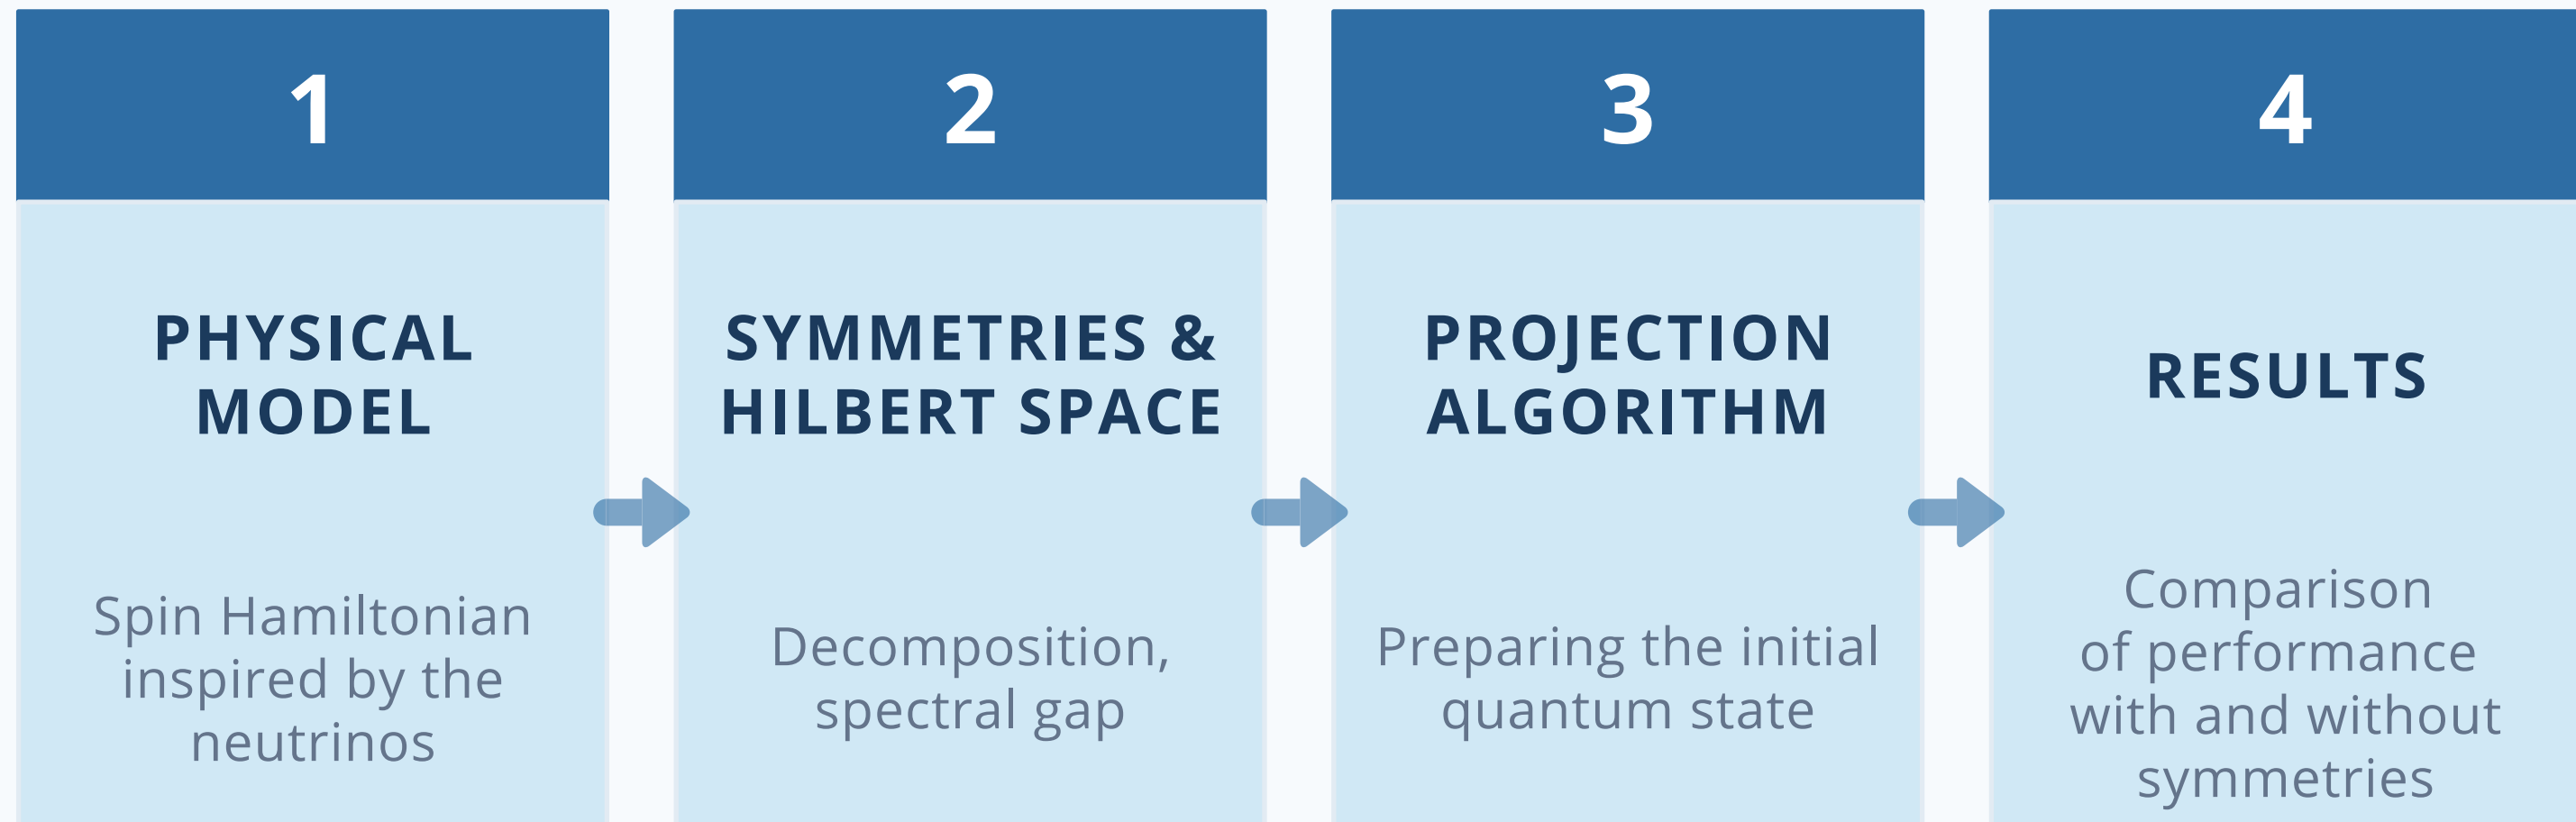 1
PHYSICAL
MODEL
Spin Hamiltonian
inspired by the
neutrinos
2
SYMMETRIES &
HILBERT SPACE
Decomposition,
spectral gap
3
PROJECTION
ALGORITHM
Preparing the initial
quantum state
4
RESULTS
Comparison
of performance
with and without
symmetries